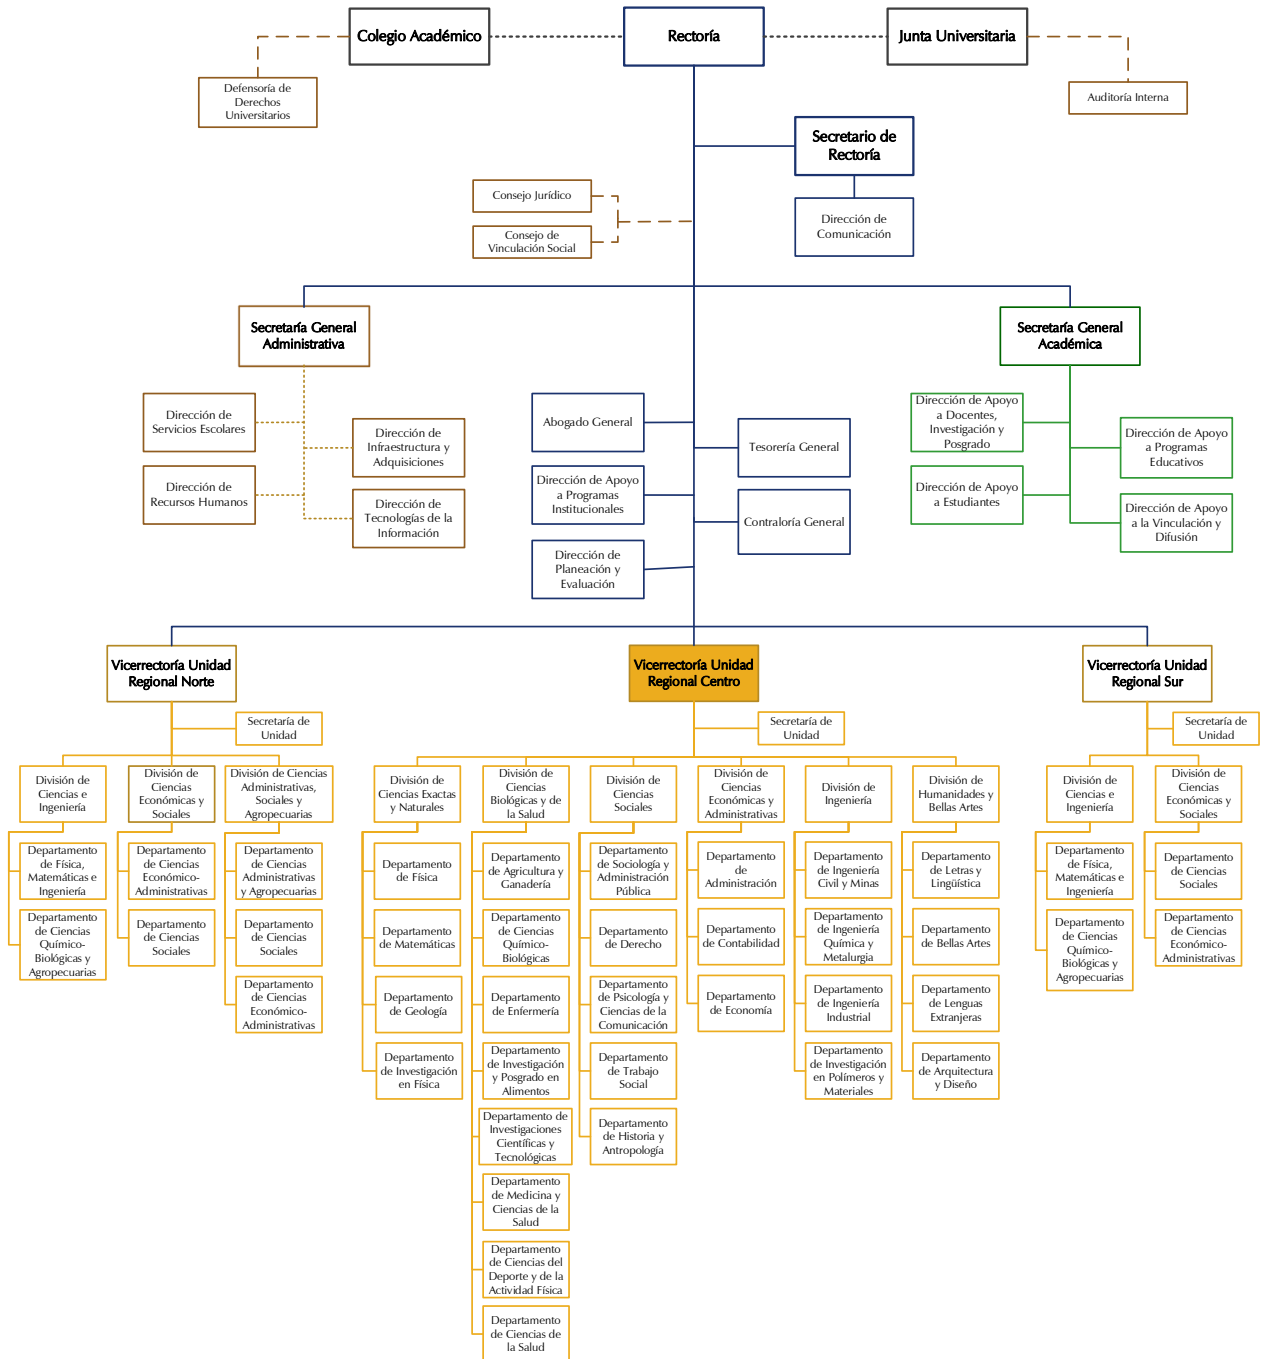 Colegio Académico
Rectoría
Junta Universitaria
Defensoría de
Derechos
Universitarios
Auditoría Interna
Secretario de
Rectoría
Consejo Jurídico
Dirección de
Comunicación
Consejo de
Vinculación Social
Secretaría General
Administrativa
Secretaría General
Académica
Dirección de
Servicios Escolares
Dirección de
Infraestructura y
Adquisiciones
Dirección de
Recursos Humanos
Dirección de
Tecnologías de la
Información
Abogado General
Tesorería General
Dirección de Apoyo
a Programas
Institucionales
Contraloría General
Dirección de
Planeación y
Evaluación
Dirección de Apoyo
a Docentes,
Investigación y
Posgrado
Dirección de Apoyo
a Programas
Educativos
Dirección de Apoyo
a Estudiantes
Dirección de Apoyo
a la Vinculación y
Difusión
Vicerrectoría Unidad
Regional Norte
Vicerrectoría Unidad
Regional Centro
Vicerrectoría Unidad
Regional Sur
Secretaría de
Unidad
Secretaría de
Unidad
Secretaría de
Unidad
División de
Ciencias e
Ingeniería
División de
Ciencias
Económicas y
Sociales
División de Ciencias
Administrativas,
Sociales y
Agropecuarias
División de
Ciencias Exactas
y Naturales
División de
Ciencias
Biológicas y de
la Salud
División de
Ciencias
Sociales
División de
Ciencias
Económicas y
Administrativas
División de
Ingeniería
División de
Humanidades y
Bellas Artes
División de
Ciencias e
Ingeniería
División de
Ciencias
Económicas y
Sociales
Departamento
de Física,
Matemáticas e
Ingeniería
Departamento
de Ciencias
Económico-
Administrativas
Departamento
de Ciencias
Administrativas
y Agropecuarias
Departamento
de Física
Departamento
de Agricultura y
Ganadería
Departamento
de Sociología y
Administración
Pública
Departamento
de
Administración
Departamento
de Ingeniería
Civil y Minas
Departamento
de Letras y
Lingüística
Departamento
de Física,
Matemáticas e
Ingeniería
Departamento
de Ciencias
Sociales
Departamento
de Ciencias
Químico-
Biológicas y
Agropecuarias
Departamento
de Ciencias
Sociales
Departamento
de Ciencias
Sociales
Departamento
de Matemáticas
Departamento
de Ciencias
Químico-
Biológicas
Departamento
de Derecho
Departamento
de Contabilidad
Departamento
de Ingeniería
Química y
Metalurgia
Departamento
de Bellas Artes
Departamento
de Ciencias
Químico-
Biológicas y
Agropecuarias
Departamento
de Ciencias
Económico-
Administrativas
Departamento
de Ciencias
Económico-
Administrativas
Departamento
de Geología
Departamento
de Enfermería
Departamento
de Psicología y
Ciencias de la
Comunicación
Departamento
de Economía
Departamento
de Ingeniería
Industrial
Departamento
de Lenguas
Extranjeras
Departamento
de Investigación
en Física
Departamento
de Investigación
y Posgrado en
Alimentos
Departamento
de Trabajo
Social
Departamento
de Investigación
en Polímeros y
Materiales
Departamento
de Arquitectura
y Diseño
Departamento de
Investigaciones
Científicas y
Tecnológicas
Departamento
de Historia y
Antropología
Departamento
de Medicina y
Ciencias de la
Salud
Departamento
de Ciencias del
Deporte y de la
Actividad Física
Departamento
de Ciencias de
la Salud